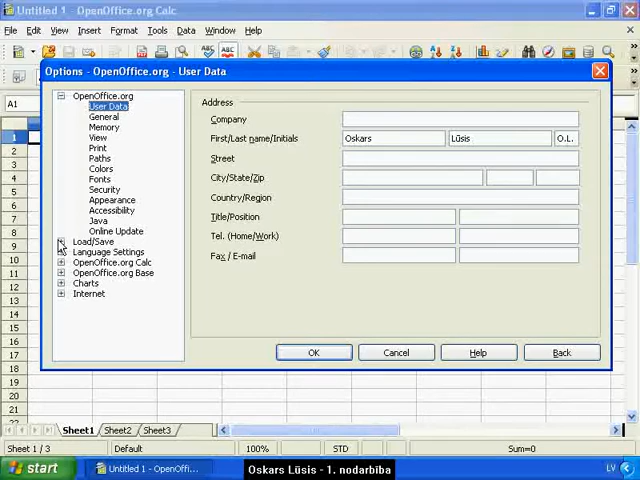 Untitled 1 - OpenOffice.org Calc
File Edit View Insert Format Tools Data Window Help
Options - OpenOffice.org - User Data
OpenOffice.org
User Data
General
Memory
View
Print
Paths
Colors
Fonts
Security
Appearance
Accessibility
Java
Online Update
Load/Save
Language Settings
OpenOffice.org Calc
OpenOffice.org Base
Charts
Internet
Address
Company
First/Last name/Initials Oskars Lūsis O.L.
Street
City/State/Zip
Country/Region
Title/Position
Tel. (Home/Work)
Fax / E-mail
OK Cancel Help Back
A1
1
2
3
4
5
6
7
8
9
10
11
12
13
14
15
16
17
18
19
20
21
22
Sheet1 Sheet2 Sheet3
Sheet 1 / 3 Default 100% STD Sum=0
start Untitled 1 - OpenOffi... Oskars Lūsis - 1. nodarbība LV